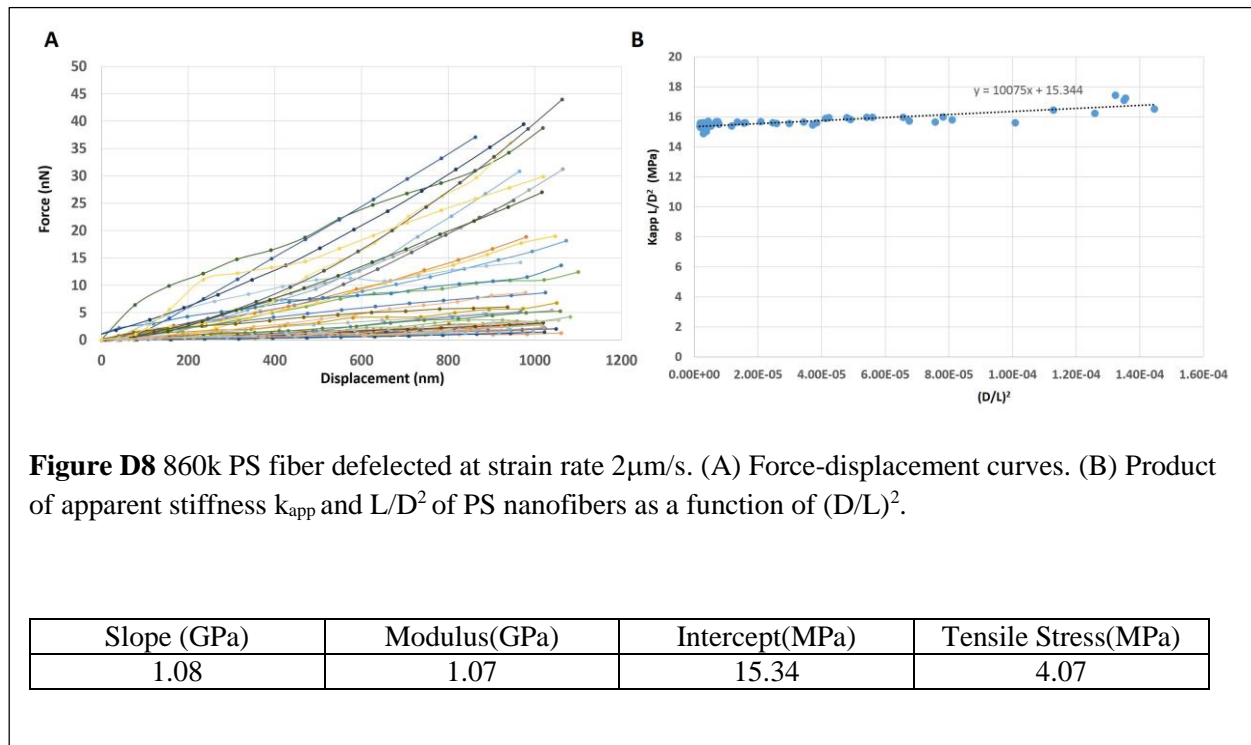 A
B
50
45
40
35
30
25
20
15
10
5
0
Force (nN)
0 200 400 600 800 1000 1200
Displacement (nm)
20
18
16
14
12
10
8
6
4
2
0
Kapp L/D² (MPa)
y = 10075x + 15.344
0.00E+00 2.00E-05 4.00E-05 6.00E-05 8.00E-05 1.00E-04 1.20E-04 1.40E-04 1.60E-04
(D/L)²
Figure D8 860k PS fiber defelected at strain rate 2μm/s. (A) Force-displacement curves. (B) Product
of apparent stiffness kapp and L/D² of PS nanofibers as a function of (D/L)².
Slope (GPa) Modulus(GPa) Intercept(MPa) Tensile Stress(MPa)
1.08 1.07 15.34 4.07